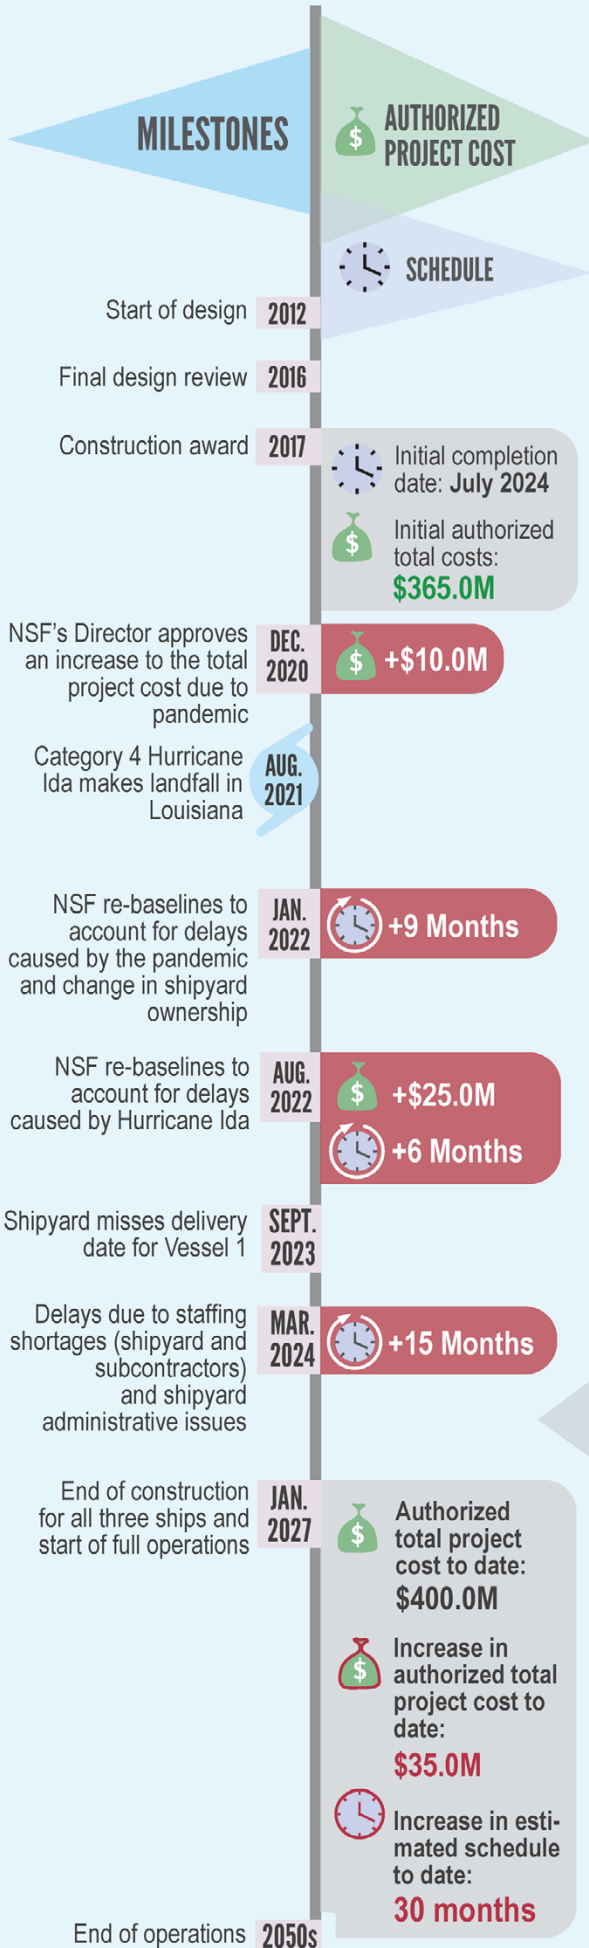 MILESTONES
$
AUTHORIZED
PROJECT COST
SCHEDULE
Start of design
2012
Final design review
2016
Construction award
2017
Initial completion
date: July 2024
$
Initial authorized
total costs:
$365.0M
NSF’s Director approves
an increase to the total
project cost due to
pandemic
DEC.
2020
$
+$10.0M
Category 4 Hurricane
Ida makes landfall in
Louisiana
AUG.
2021
NSF re-baselines to
account for delays
caused by the pandemic
and change in shipyard
ownership
JAN.
2022
+9 Months
NSF re-baselines to
account for delays
caused by Hurricane Ida
AUG.
2022
$
+$25.0M
+6 Months
Shipyard misses delivery
date for Vessel 1
SEPT.
2023
Delays due to staffing
shortages (shipyard and
subcontractors)
and shipyard
administrative issues
MAR.
2024
+15 Months
End of construction
for all three ships and
start of full operations
JAN.
2027
$
Authorized
total project
cost to date:
$400.0M
$
Increase in
authorized total
project cost to
date:
$35.0M
Increase in esti-
mated schedule
to date:
30 months
End of operations
2050s